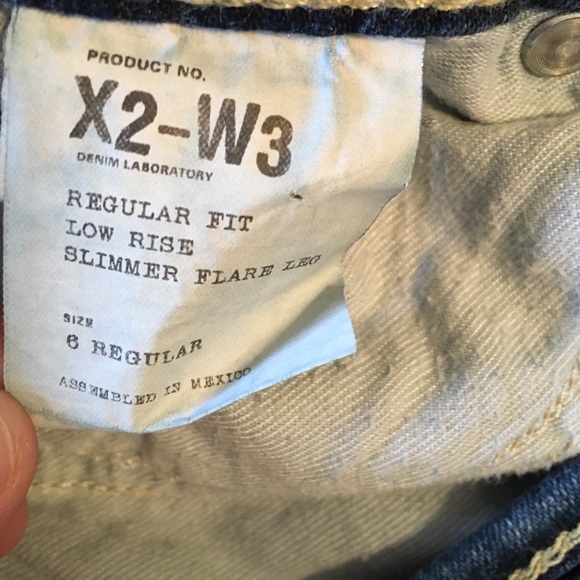 PRODUCT NO.
X2-W3
DENIM LABORATORY
REGULAR FIT
LOW RISE
SLIMMER FLARE LEG
SIZE
6 REGULAR
ASSEMBLED IN MEXICO